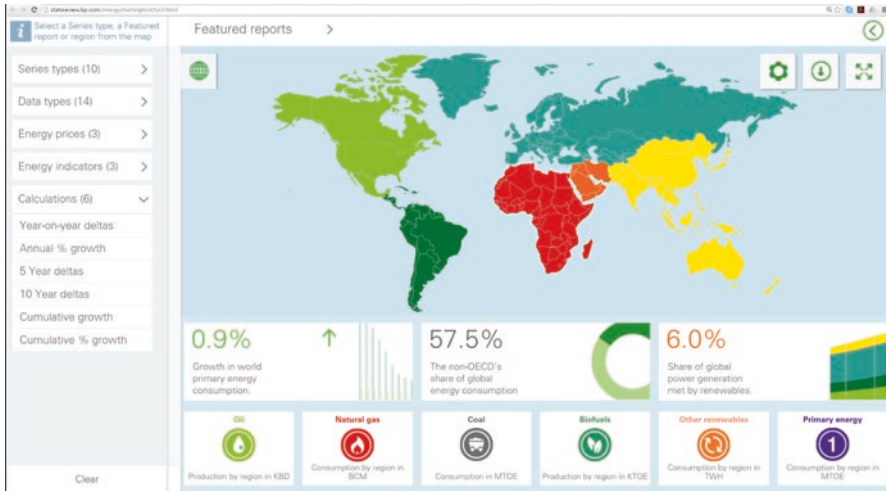 Select a Series type, a Featured
report or region from the map
Featured reports
Series types (10)
Data types (14)
Energy prices (3)
Energy indicators (3)
Calculations (6)
Year-on-year deltas
Annual % growth
5 Year deltas
10 Year deltas
Cumulative growth
Cumulative % growth
Clear
0.9%
Growth in world
primary energy
consumption.
57.5%
The non-OECD's
share of global
energy consumption
6.0%
Share of global
power generation
met by renewables.
Oil
Production by region in KBD
Natural gas
Consumption by region in
BCM
Coal
Consumption in MTOE
Biofuels
Production by region in KTOE
Other renewables
Consumption by region in
TWH
Primary energy
1
Consumption by region in
MTOE